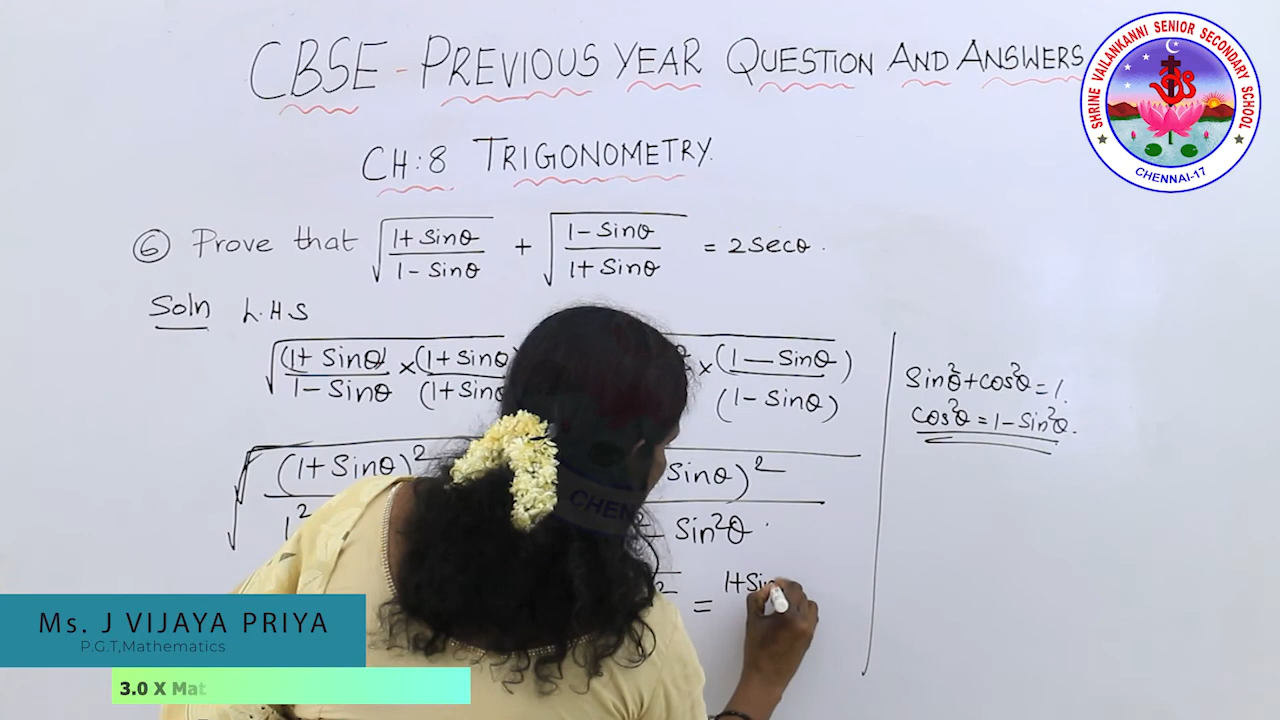 CBSE - PREVIOUS YEAR QUESTION AND ANSWERS
SHRINE VAILANKANNI SENIOR SECONDARY SCHOOL
CHENNAI-17
CH:8 TRIGONOMETRY.
⑥ Prove that √((1+Sinθ)/(1-Sinθ)) + √((1-Sinθ)/(1+Sinθ)) = 2Secθ.
Soln L.H.S
√((1+Sinθ)/(1-Sinθ) × (1+Sinθ)/(1+Sinθ × (1-Sinθ)/(1-Sinθ)
Sin²θ+cos²θ=1.
cos²θ=1-Sin²θ.
√((1+Sinθ)² Sinθ)²
1² - Sin²θ
= 1+Sin
CHEN
Ms. J VIJAYA PRIYA
P.G.T,Mathematics
3.0 X Mat